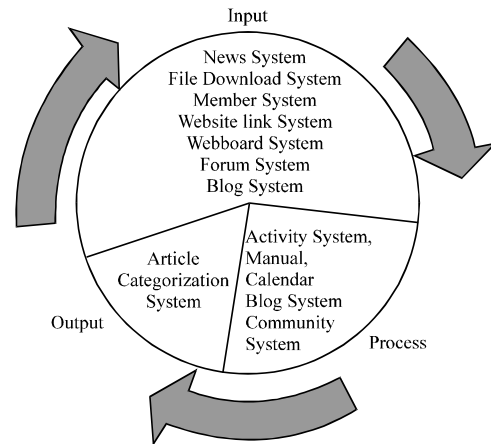 Input
News System
File Download System
Member System
Website link System
Webboard System
Forum System
Blog System
Article
Categorization
System
Activity System,
Manual,
Calendar
Blog System
Community
System
Output
Process